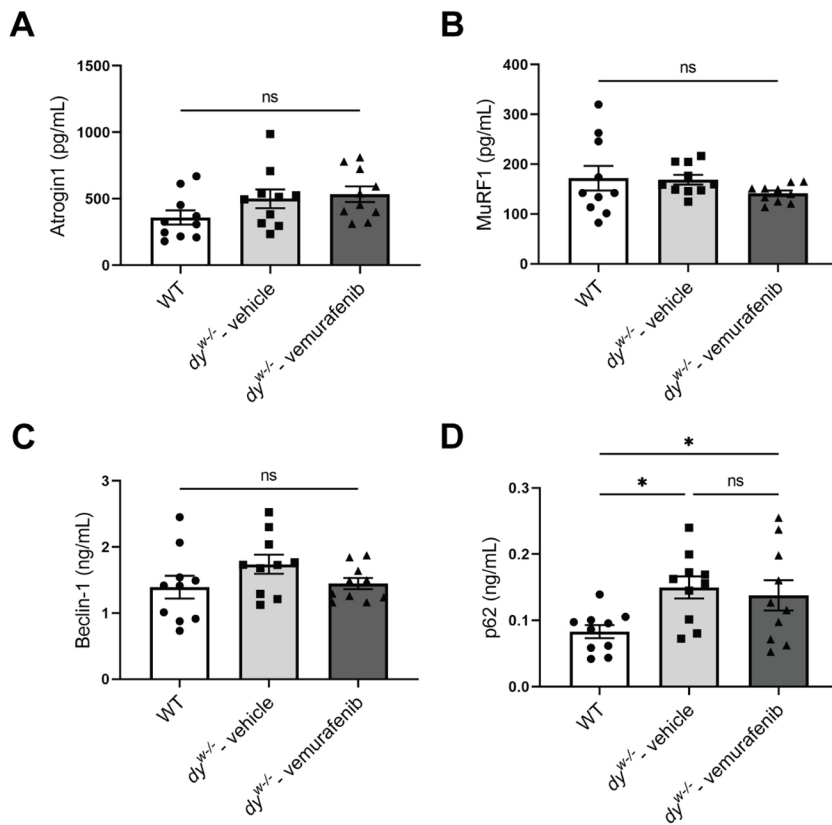 A
Atrogin1 (pg/mL)
1500
1000
500
0
ns
WT
dyw-/- - vehicle
dyw-/- - vemurafenib
B
MuRF1 (pg/mL)
400
300
200
100
0
ns
WT
dyw-/- - vehicle
dyw-/- - vemurafenib
C
Beclin-1 (ng/mL)
3
2
1
0
ns
WT
dyw-/- - vehicle
dyw-/- - vemurafenib
D
p62 (ng/mL)
0.3
0.2
0.1
0.0
*
*
ns
WT
dyw-/- - vehicle
dyw-/- - vemurafenib